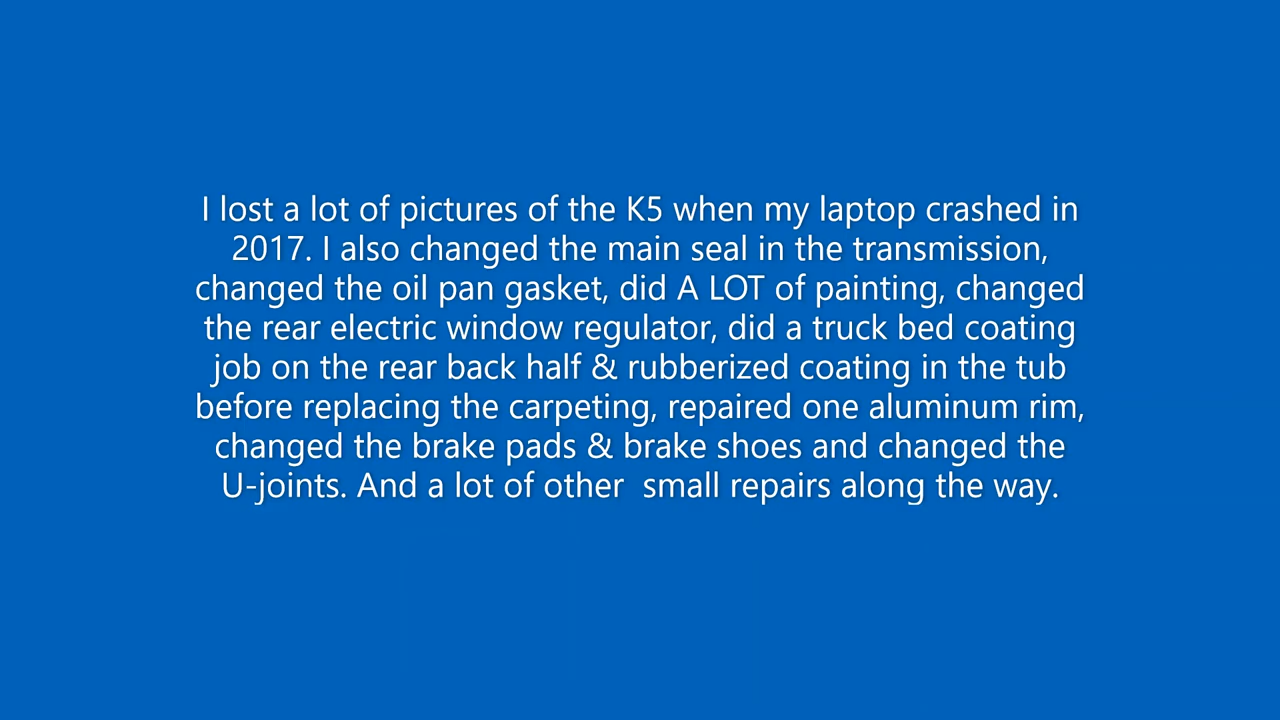 I lost a lot of pictures of the K5 when my laptop crashed in
2017. I also changed the main seal in the transmission,
changed the oil pan gasket, did A LOT of painting, changed
the rear electric window regulator, did a truck bed coating
job on the rear back half & rubberized coating in the tub
before replacing the carpeting, repaired one aluminum rim,
changed the brake pads & brake shoes and changed the
U-joints. And a lot of other  small repairs along the way.